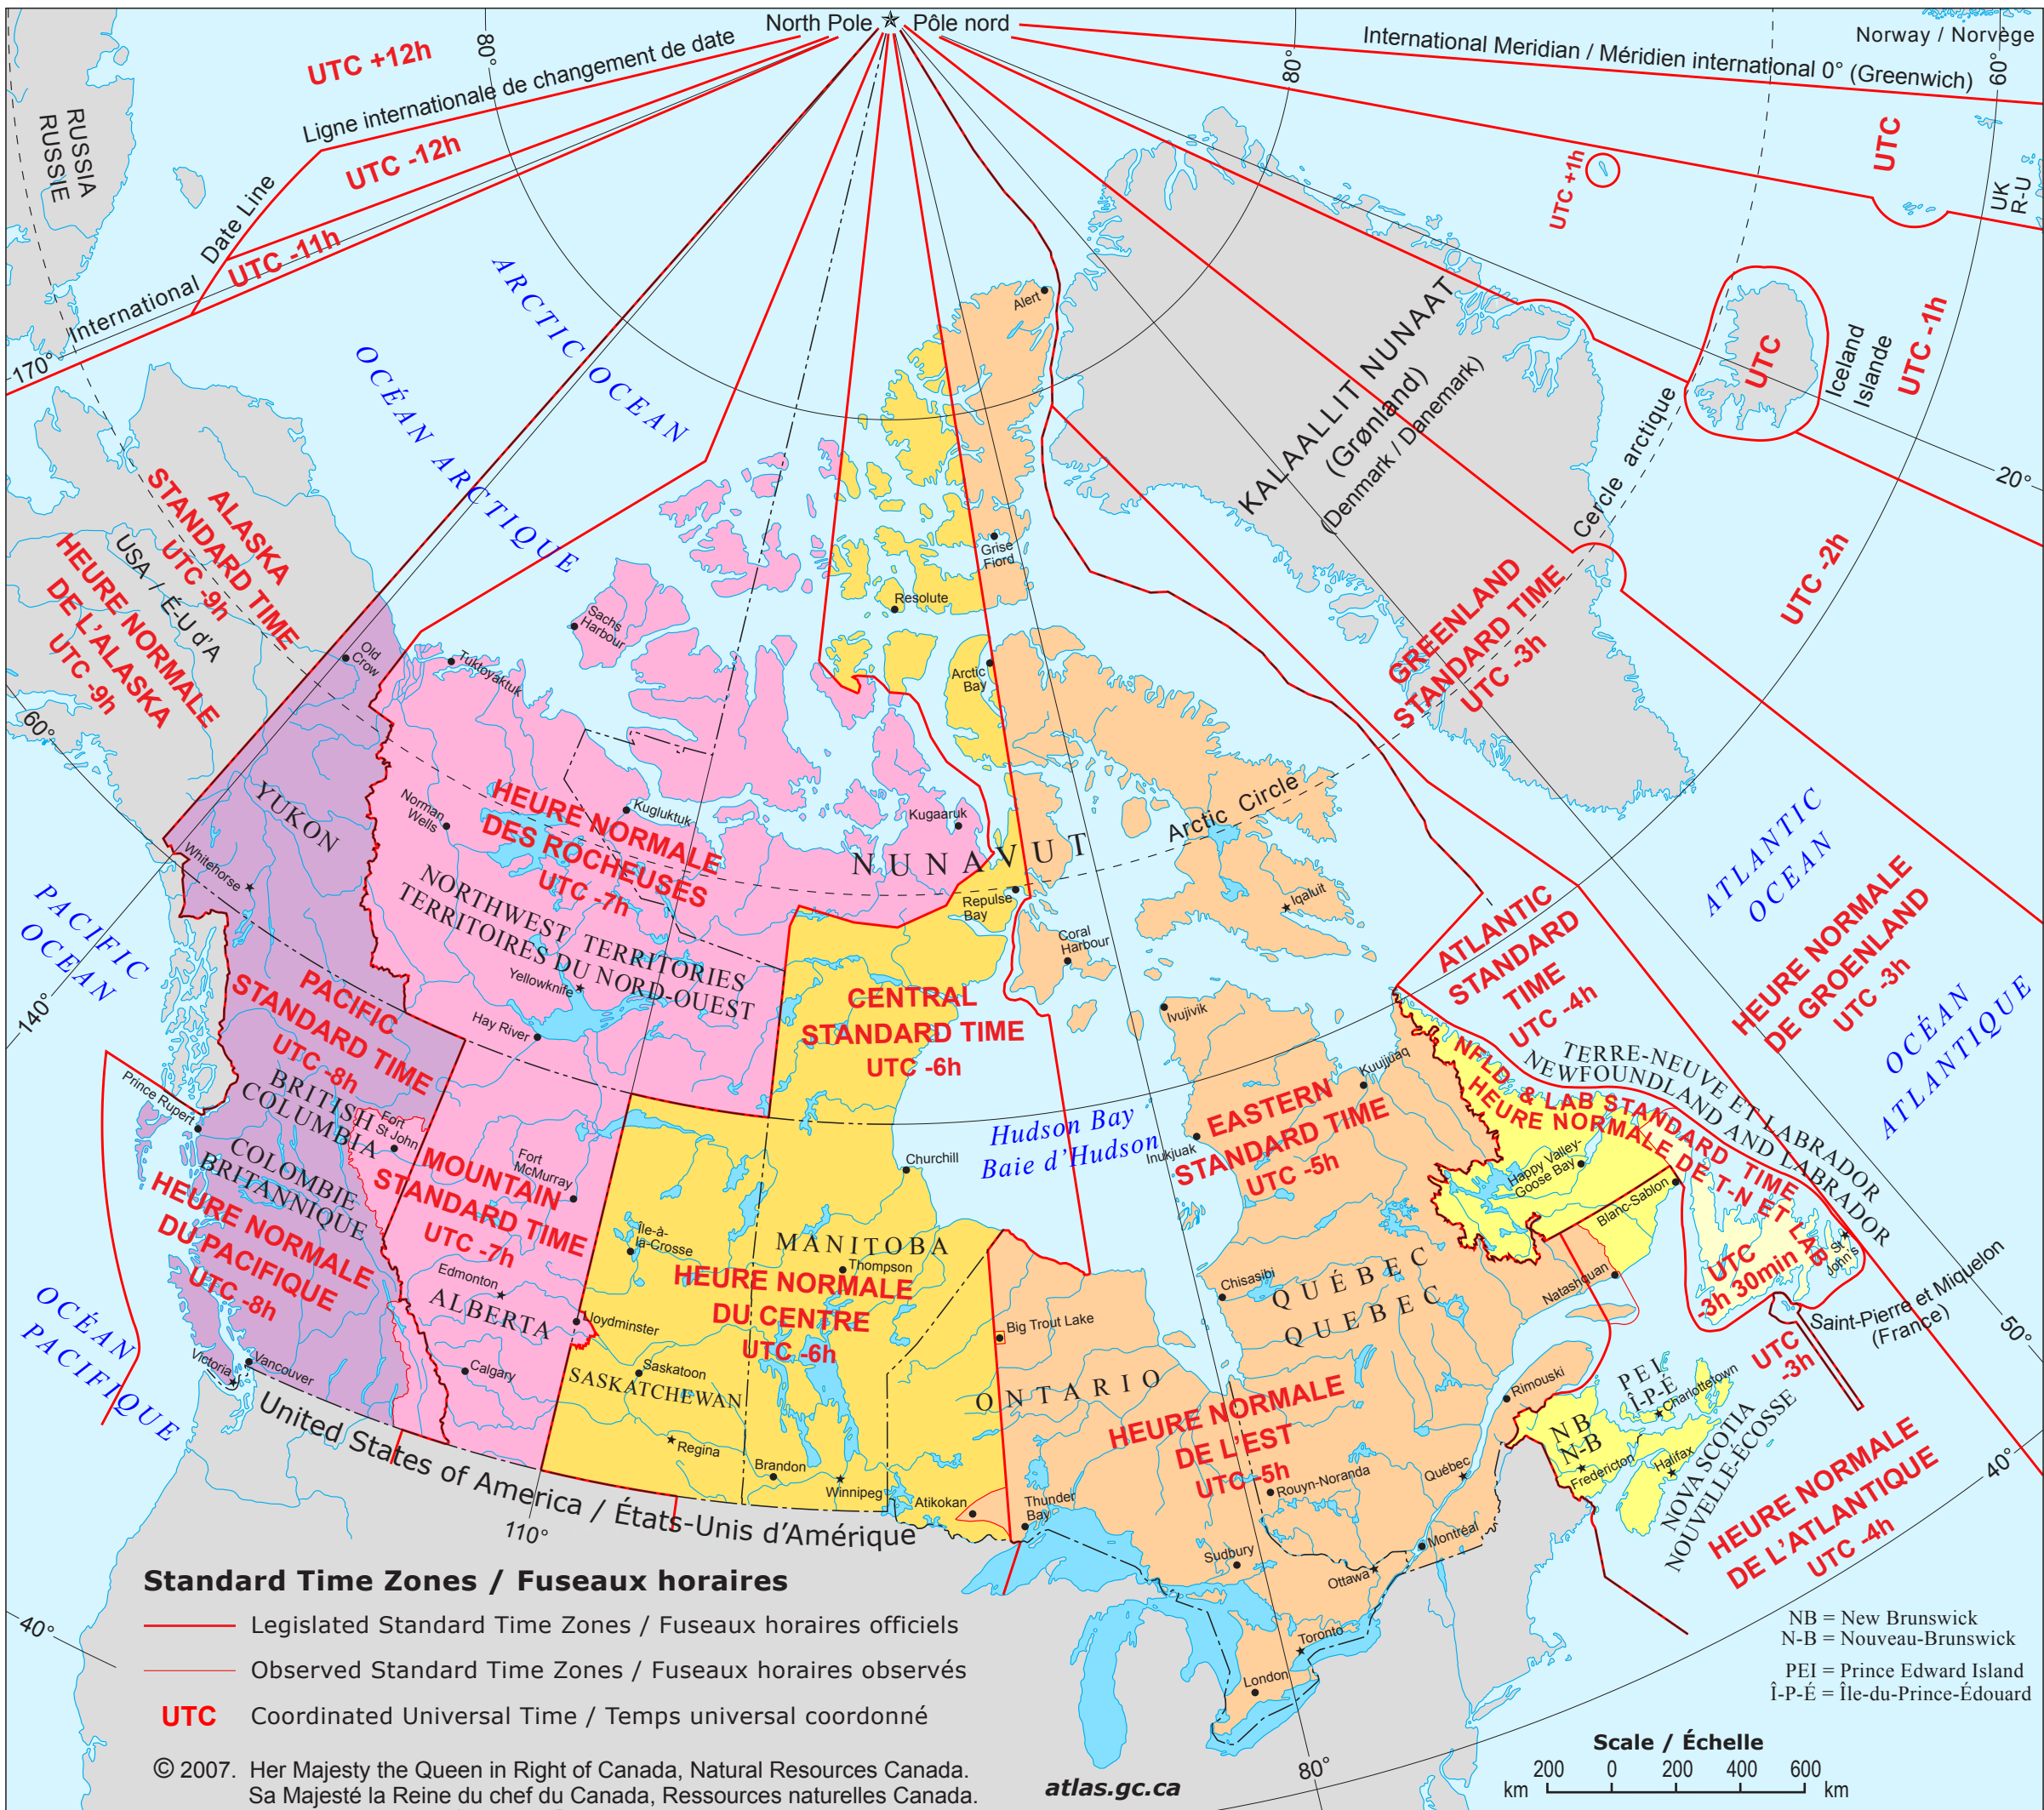 North Pole
Pôle nord
80°
80°
60°
Norway / Norvège
International Meridian / Méridien international 0° (Greenwich)
UTC +12h
Ligne internationale de changement de date
UTC -12h
International Date Line
UTC -11h
RUSSIA
RUSSIE
170°
UTC
UTC +1h
UK
R-U
UTC
Iceland
Islande
UTC -1h
20°
UTC -2h
ARCTIC OCEAN
OCÉAN ARCTIQUE
Alert
KALAALLIT NUNAAT
(Grønland)
(Denmark / Danemark)
Cercle arctique
GREENLAND
STANDARD TIME
UTC -3h
ALASKA
STANDARD TIME
UTC -9h
USA / É-U d'A
HEURE NORMALE
DE L'ALASKA
UTC -9h
60°
Grise
Fiord
Resolute
Sachs
Harbour
Old
Crow
Tuktoyaktuk
Arctic
Bay
YUKON
Whitehorse
Norman
Wells
Kugluktuk
Kugaaruk
HEURE NORMALE
DES ROCHEUSES
UTC -7h
NUNAVUT
Arctic Circle
NORTHWEST TERRITORIES
TERRITOIRES DU NORD-OUEST
Repulse
Bay
Coral
Harbour
Iqaluit
Yellowknife
Hay River
PACIFIC
OCEAN
140°
ATLANTIC
OCEAN
ATLANTIC
STANDARD
TIME
UTC -4h
HEURE NORMALE
DE GROENLAND
UTC -3h
OCÉAN
ATLANTIQUE
PACIFIC
STANDARD TIME
UTC -8h
CENTRAL
STANDARD TIME
UTC -6h
Ivujivik
Kuujjuaq
Inukjuak
EASTERN
STANDARD TIME
UTC -5h
Hudson Bay
Baie d'Hudson
TERRE-NEUVE ET LABRADOR
NEWFOUNDLAND AND LABRADOR
NFLD & LAB STANDARD TIME
HEURE NORMALE DE T-N ET LAB
UTC
-3h 30min
Happy Valley-
Goose Bay
Blanc-Sablon
St.
John's
Prince Rupert
BRITISH
COLUMBIA
Fort
St John
COLOMBIE
BRITANNIQUE
HEURE NORMALE
DU PACIFIQUE
UTC -8h
Fort
McMurray
MOUNTAIN
STANDARD TIME
UTC -7h
Edmonton
ALBERTA
Lloydminster
Calgary
Victoria
Vancouver
OCÉAN
PACIFIQUE
Île-à-
la-Crosse
Churchill
MANITOBA
Thompson
HEURE NORMALE
DU CENTRE
UTC -6h
Saskatoon
SASKATCHEWAN
Regina
Brandon
Winnipeg
Big Trout Lake
ONTARIO
Atikokan
Thunder
Bay
Chisasibi
QUÉBEC
QUEBEC
Natashquan
HEURE NORMALE
DE L'EST
UTC -5h
Rouyn-Noranda
Québec
Rimouski
Montréal
Sudbury
Ottawa
Toronto
London
PEI
Î-P-É
Charlottetown
NB
N-B
Fredericton
Halifax
NOVA SCOTIA
NOUVELLE-ÉCOSSE
Saint-Pierre et Miquelon
(France)
UTC
-3h
50°
40°
HEURE NORMALE
DE L'ATLANTIQUE
UTC -4h
United States of America / États-Unis d'Amérique
110°
40°
80°
Standard Time Zones / Fuseaux horaires
Legislated Standard Time Zones / Fuseaux horaires officiels
Observed Standard Time Zones / Fuseaux horaires observés
UTC Coordinated Universal Time / Temps universel coordonné
© 2007. Her Majesty the Queen in Right of Canada, Natural Resources Canada.
Sa Majesté la Reine du chef du Canada, Ressources naturelles Canada.
atlas.gc.ca
NB = New Brunswick
N-B = Nouveau-Brunswick
PEI = Prince Edward Island
Î-P-É = Île-du-Prince-Édouard
Scale / Échelle
200 0 200 400 600
km km